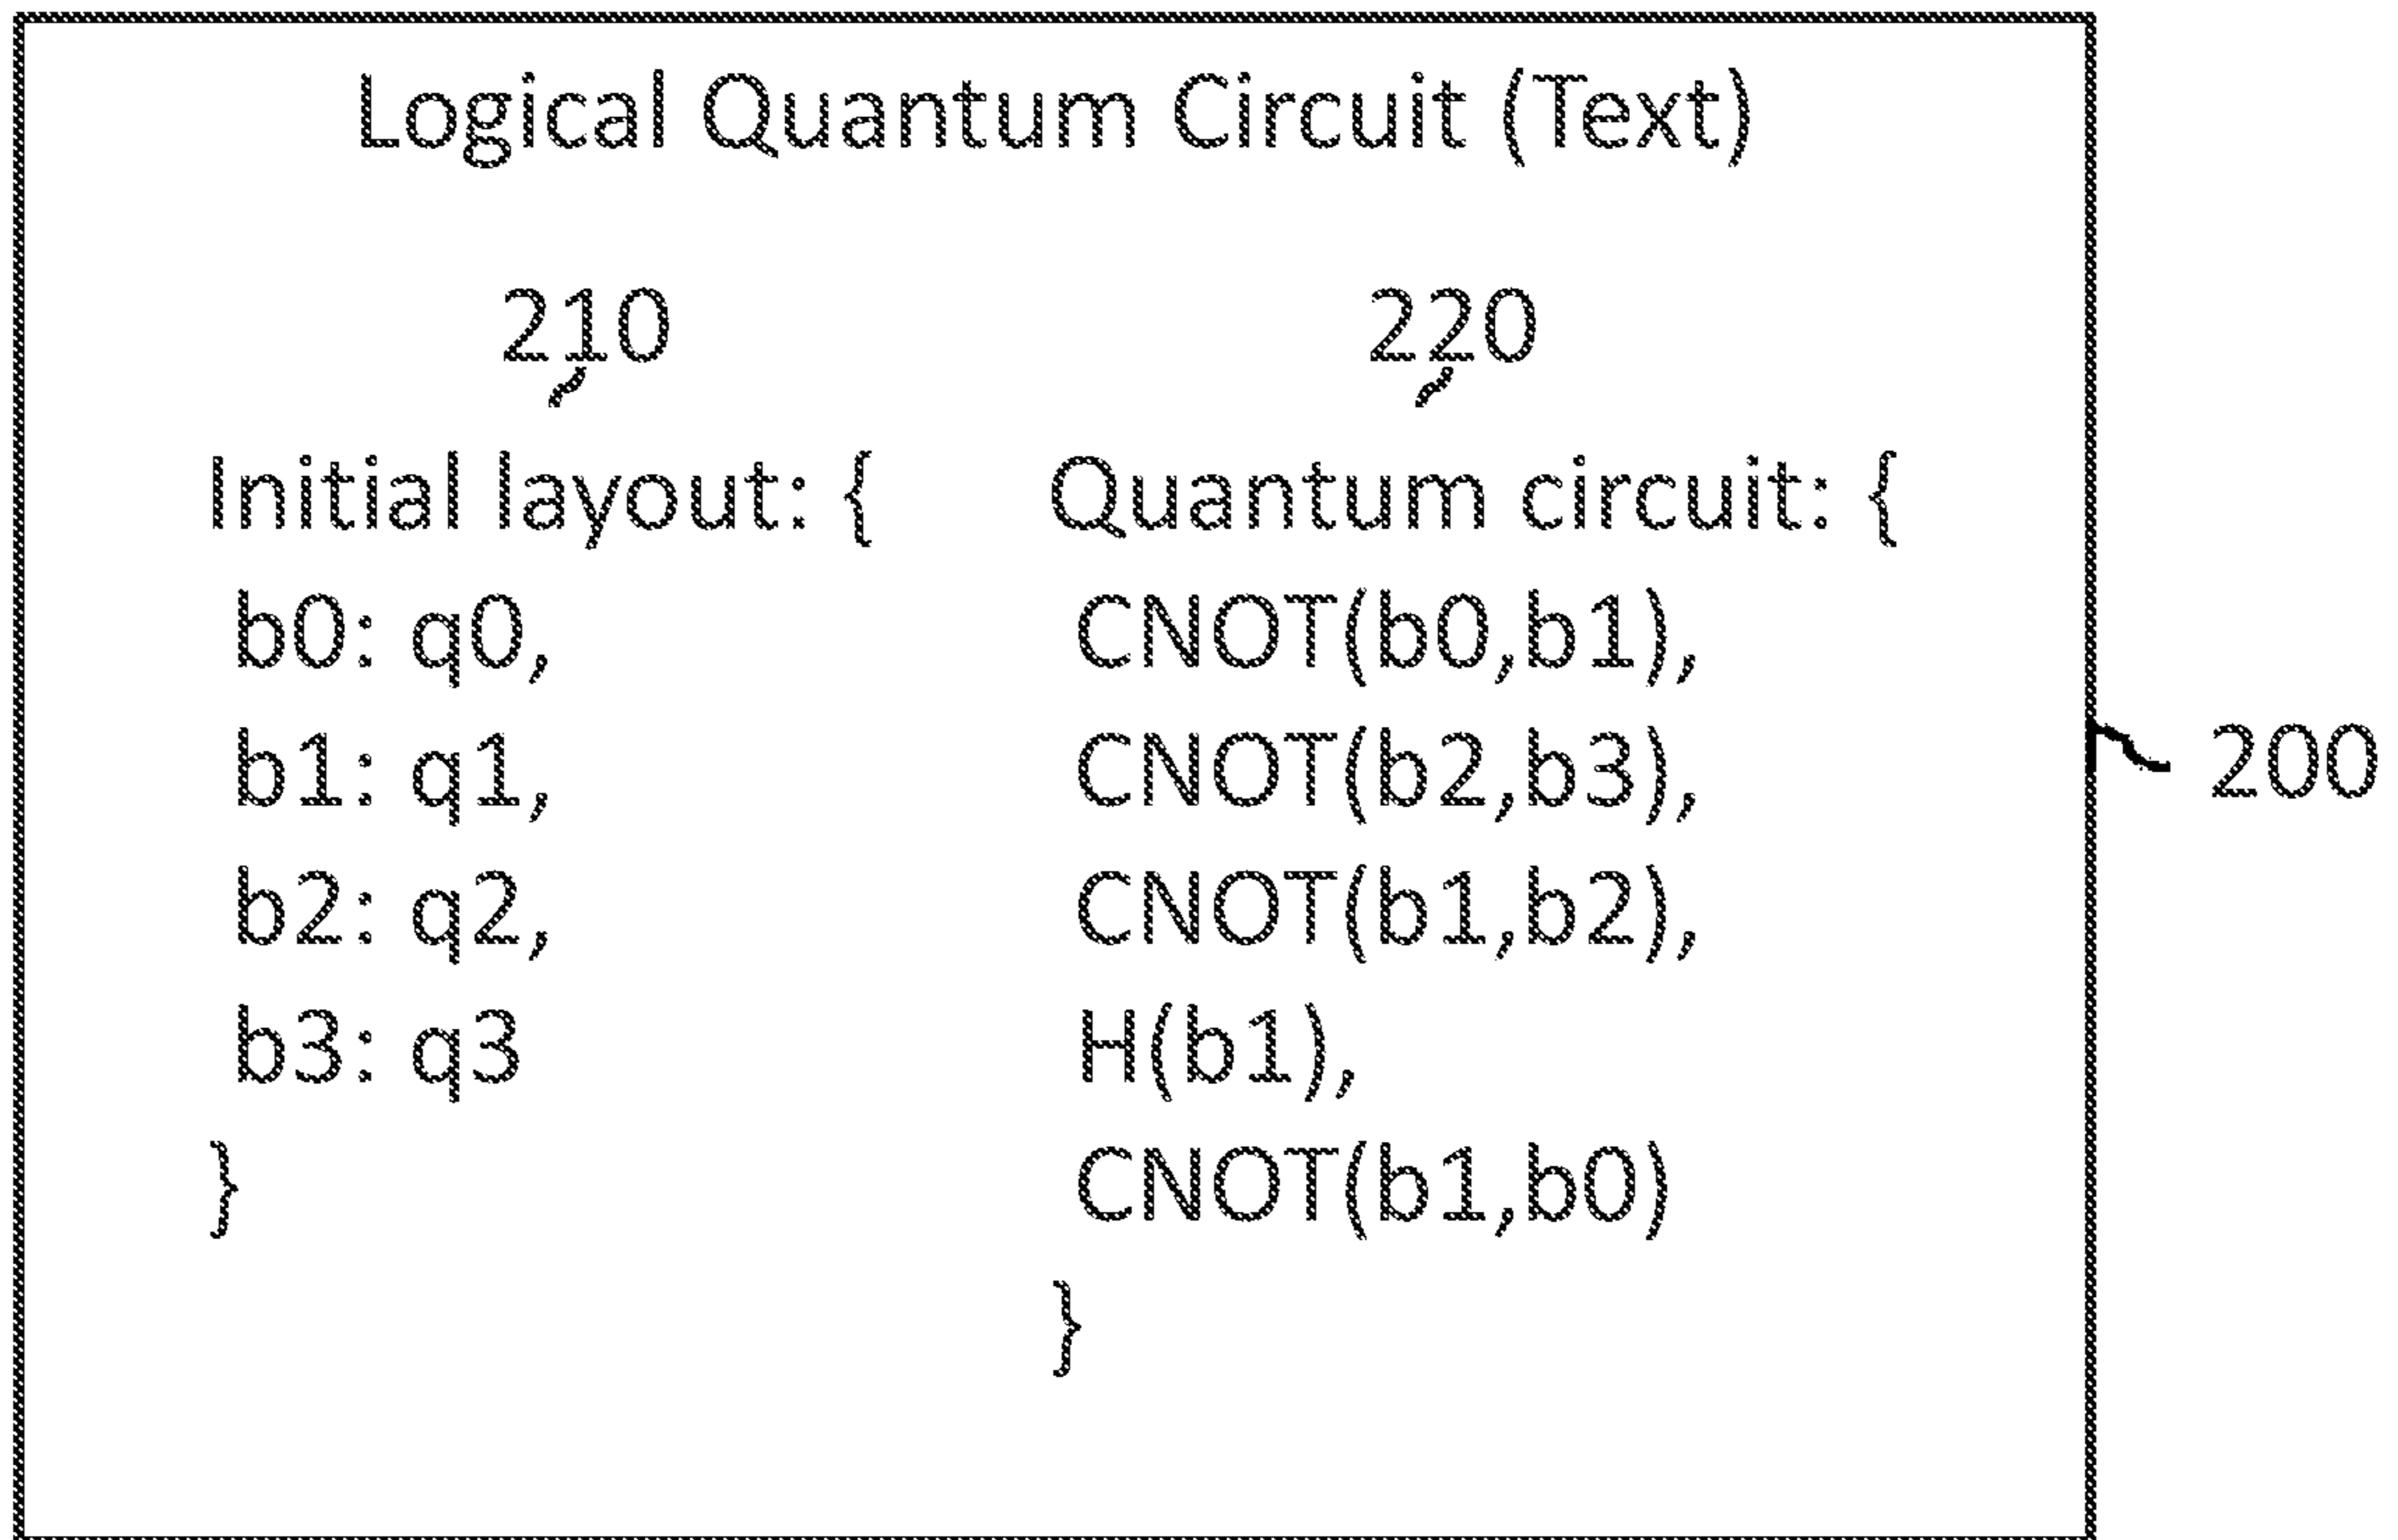 Logical Quantum Circuit (Text)
210
Initial layout: {
b0: q0,
b1: q1,
b2: q2,
b3: q3
}
220
Quantum circuit: {
CNOT(b0,b1),
CNOT(b2,b3),
CNOT(b1,b2),
H(b1),
CNOT(b1,b0)
}
200